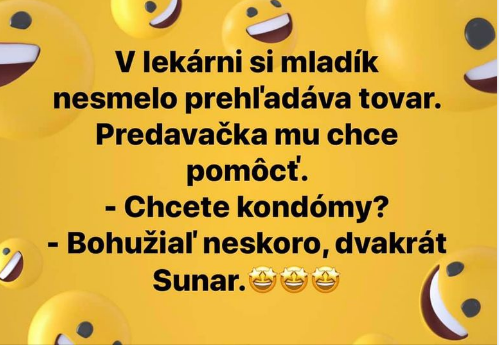 V lekárni si mladík
nesmelo prehľadáva tovar.
Predavačka mu chce
pomôcť.
- Chcete kondómy?
- Bohužiaľ neskoro, dvakrát
Sunar.🤩🤩🤩